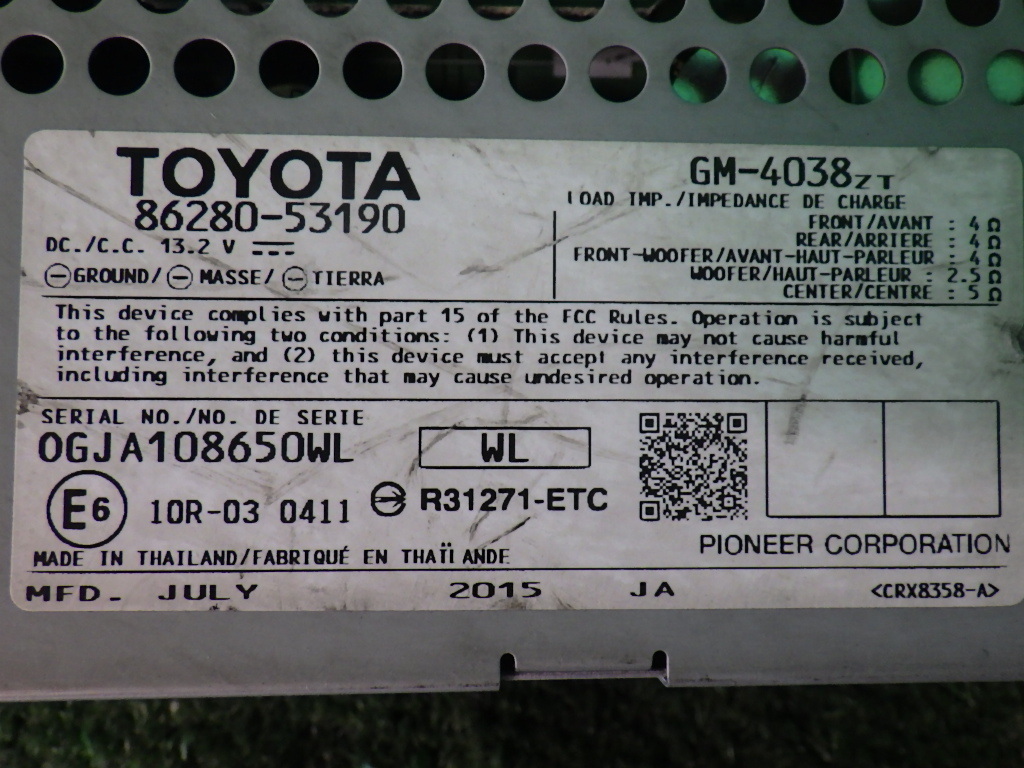 TOYOTA
86280-53190
DC./C.C. 13.2 V
GROUND/ MASSE/ TIERRA
GM-4038ZT
LOAD IMP./IMPEDANCE DE CHARGE
FRONT/AVANT : 4 Ω
REAR/ARRIERE : 4 Ω
FRONT-WOOFER/AVANT-HAUT-PARLEUR : 4 Ω
WOOFER/HAUT-PARLEUR : 2.5 Ω
CENTER/CENTRE : 5 Ω
This device complies with part 15 of the FCC Rules. Operation is subject
to the following two conditions: (1) This device may not cause harmful
interference, and (2) this device must accept any interference received,
including interference that may cause undesired operation.
SERIAL NO./NO. DE SERIE
OGJA108650WL
WL
E6 10R-03 0411
R31271-ETC
PIONEER CORPORATION
MADE IN THAILAND/FABRIQUÉ EN THAÏLANDE
MFD. JULY 2015 JA <CRX8358-A>